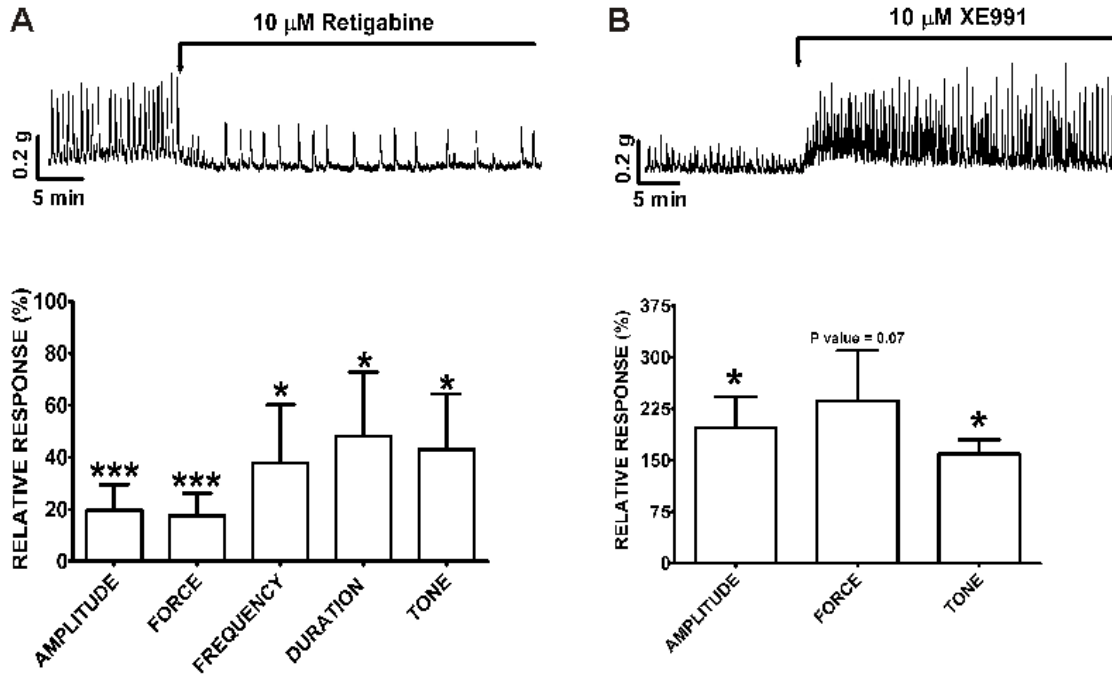 A
10 μM Retigabine
0.2 g
5 min
B
10 μM XE991
0.2 g
5 min
RELATIVE RESPONSE (%)
100
80
60
40
20
0
***
***
*
*
*
AMPLITUDE
FORCE
FREQUENCY
DURATION
TONE
RELATIVE RESPONSE (%)
375
300
225
150
75
0
*
P value = 0.07
*
AMPLITUDE
FORCE
TONE